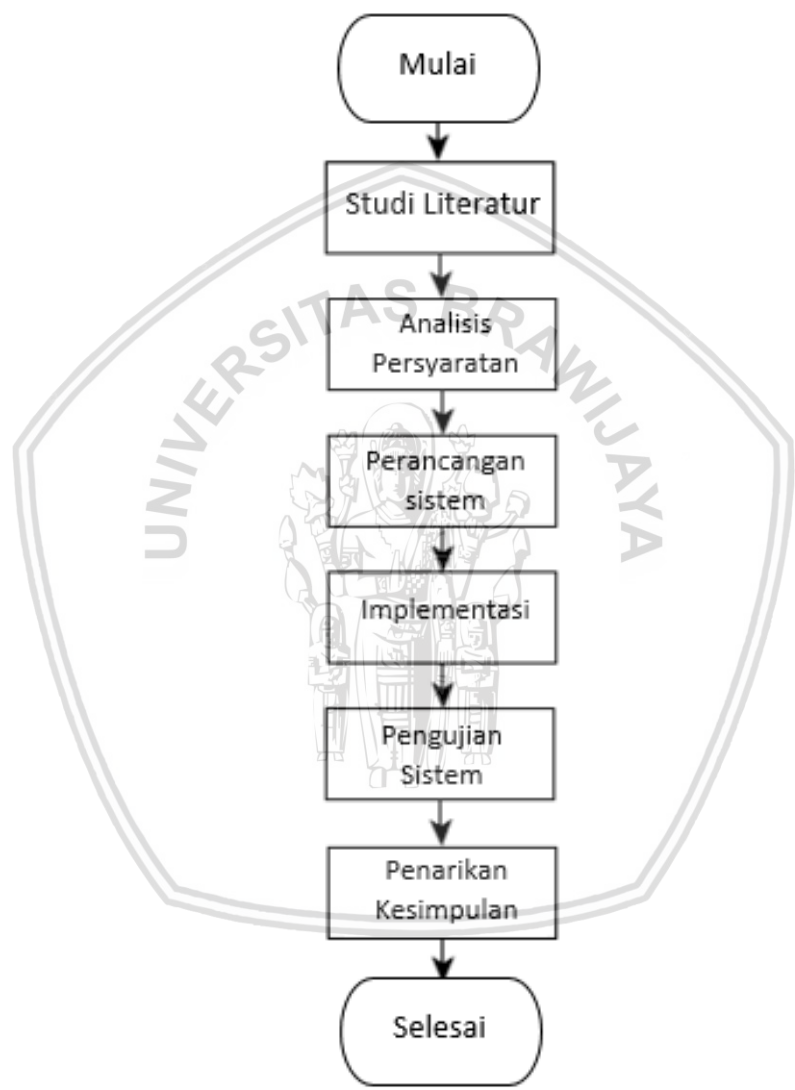 Mulai
Studi Literatur
UNIVERSITAS BRAWIJAYA
Analisis
Persyaratan
Perancangan
sistem
Implementasi
Pengujian
Sistem
Penarikan
Kesimpulan
Selesai